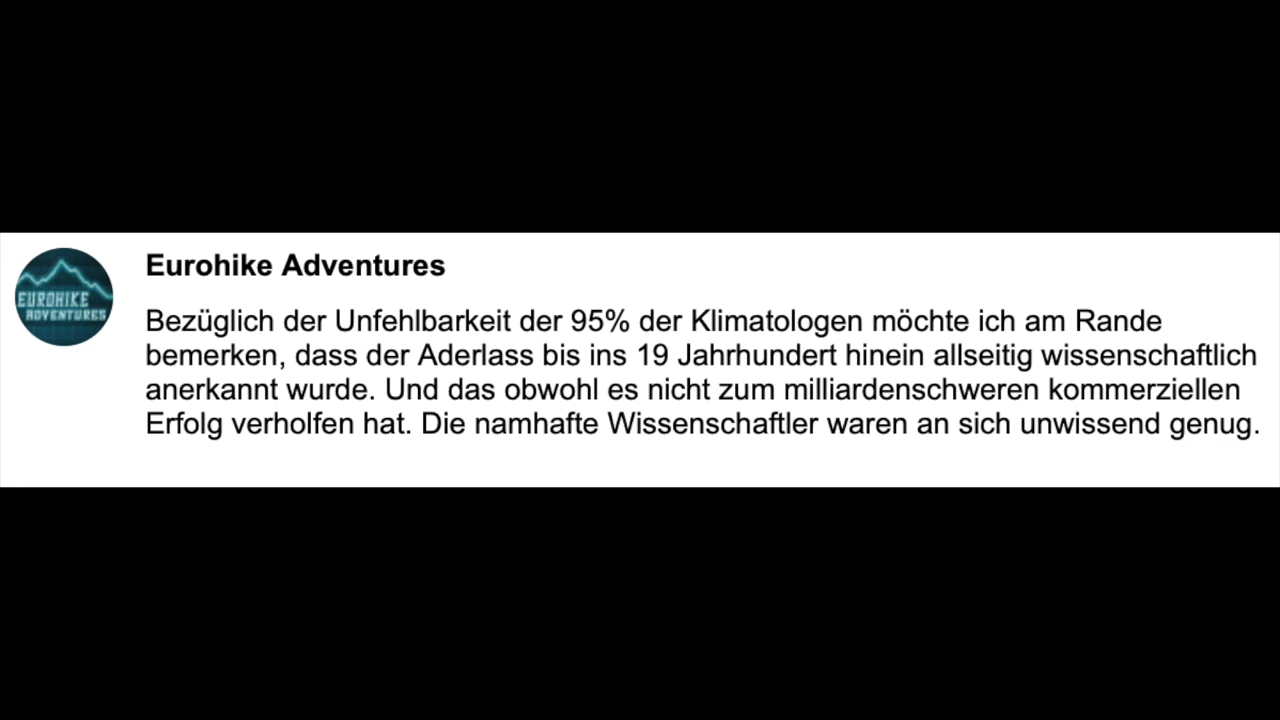 EUROHIKE
ADVENTURES
Eurohike Adventures
Bezüglich der Unfehlbarkeit der 95% der Klimatologen möchte ich am Rande
bemerken, dass der Aderlass bis ins 19 Jahrhundert hinein allseitig wissenschaftlich
anerkannt wurde. Und das obwohl es nicht zum milliardenschweren kommerziellen
Erfolg verholfen hat. Die namhafte Wissenschaftler waren an sich unwissend genug.